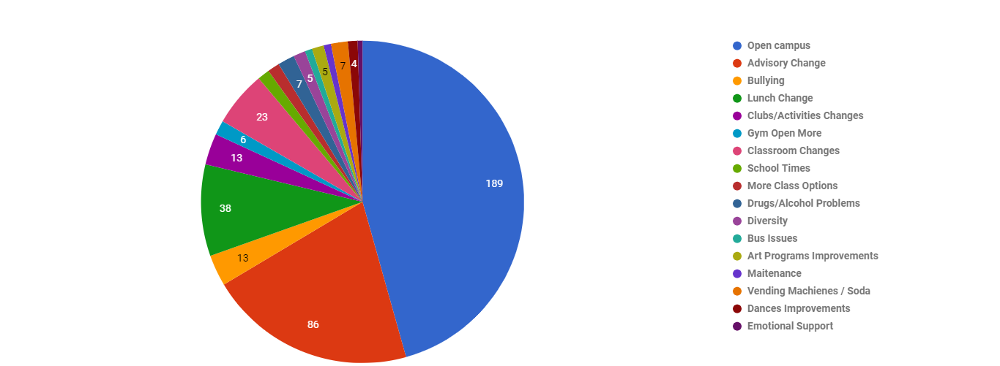 189
86
13
38
13
6
23
7
5
5
7
4
Open campus
Advisory Change
Bullying
Lunch Change
Clubs/Activities Changes
Gym Open More
Classroom Changes
School Times
More Class Options
Drugs/Alcohol Problems
Diversity
Bus Issues
Art Programs Improvements
Maitenance
Vending Machienes / Soda
Dances Improvements
Emotional Support